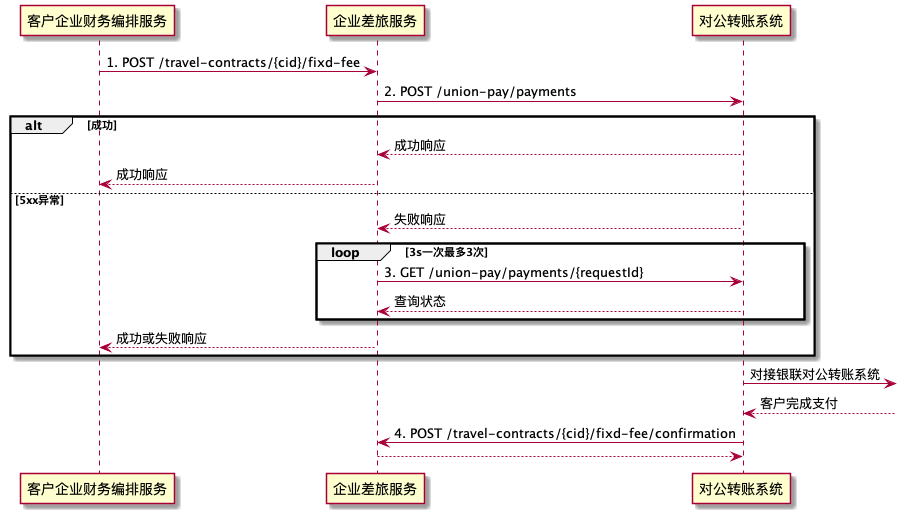 客户企业财务编排服务
企业差旅服务
对公转账系统
1. POST /travel-contracts/{cid}/fixd-fee
2. POST /union-pay/payments
alt
[成功]
成功响应
成功响应
[5xx异常]
失败响应
loop
[3s一次最多3次]
3. GET /union-pay/payments/{requestId}
查询状态
成功或失败响应
对接银联对公转账系统
客户完成支付
4. POST /travel-contracts/{cid}/fixd-fee/confirmation
客户企业财务编排服务
企业差旅服务
对公转账系统